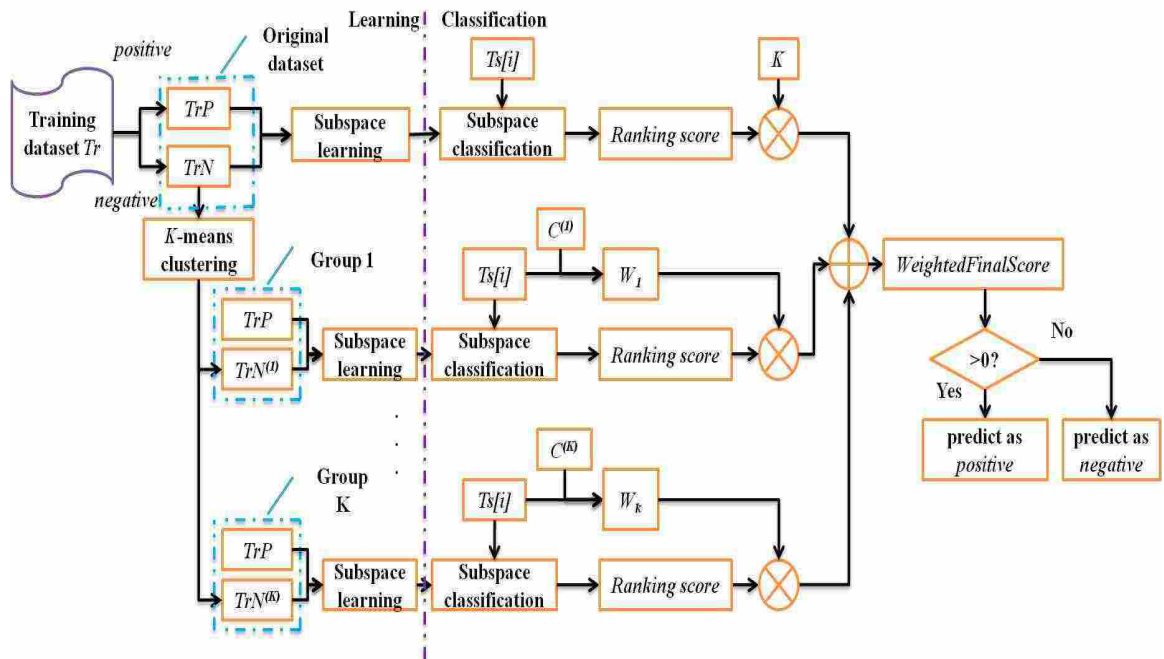 Learning
Classification
positive
Original
dataset
Ts[i]
K
Training
dataset Tr
TrP
TrN
Subspace
learning
Subspace
classification
Ranking score
negative
K-means
clustering
Group 1
C(1)
Ts[i]
W1
WeightedFinalScore
TrP
TrN(1)
Subspace
learning
Subspace
classification
Ranking score
No
>0?
Yes
predict as
positive
predict as
negative
Group
K
C(K)
Ts[i]
Wk
TrP
TrN(K)
Subspace
learning
Subspace
classification
Ranking score